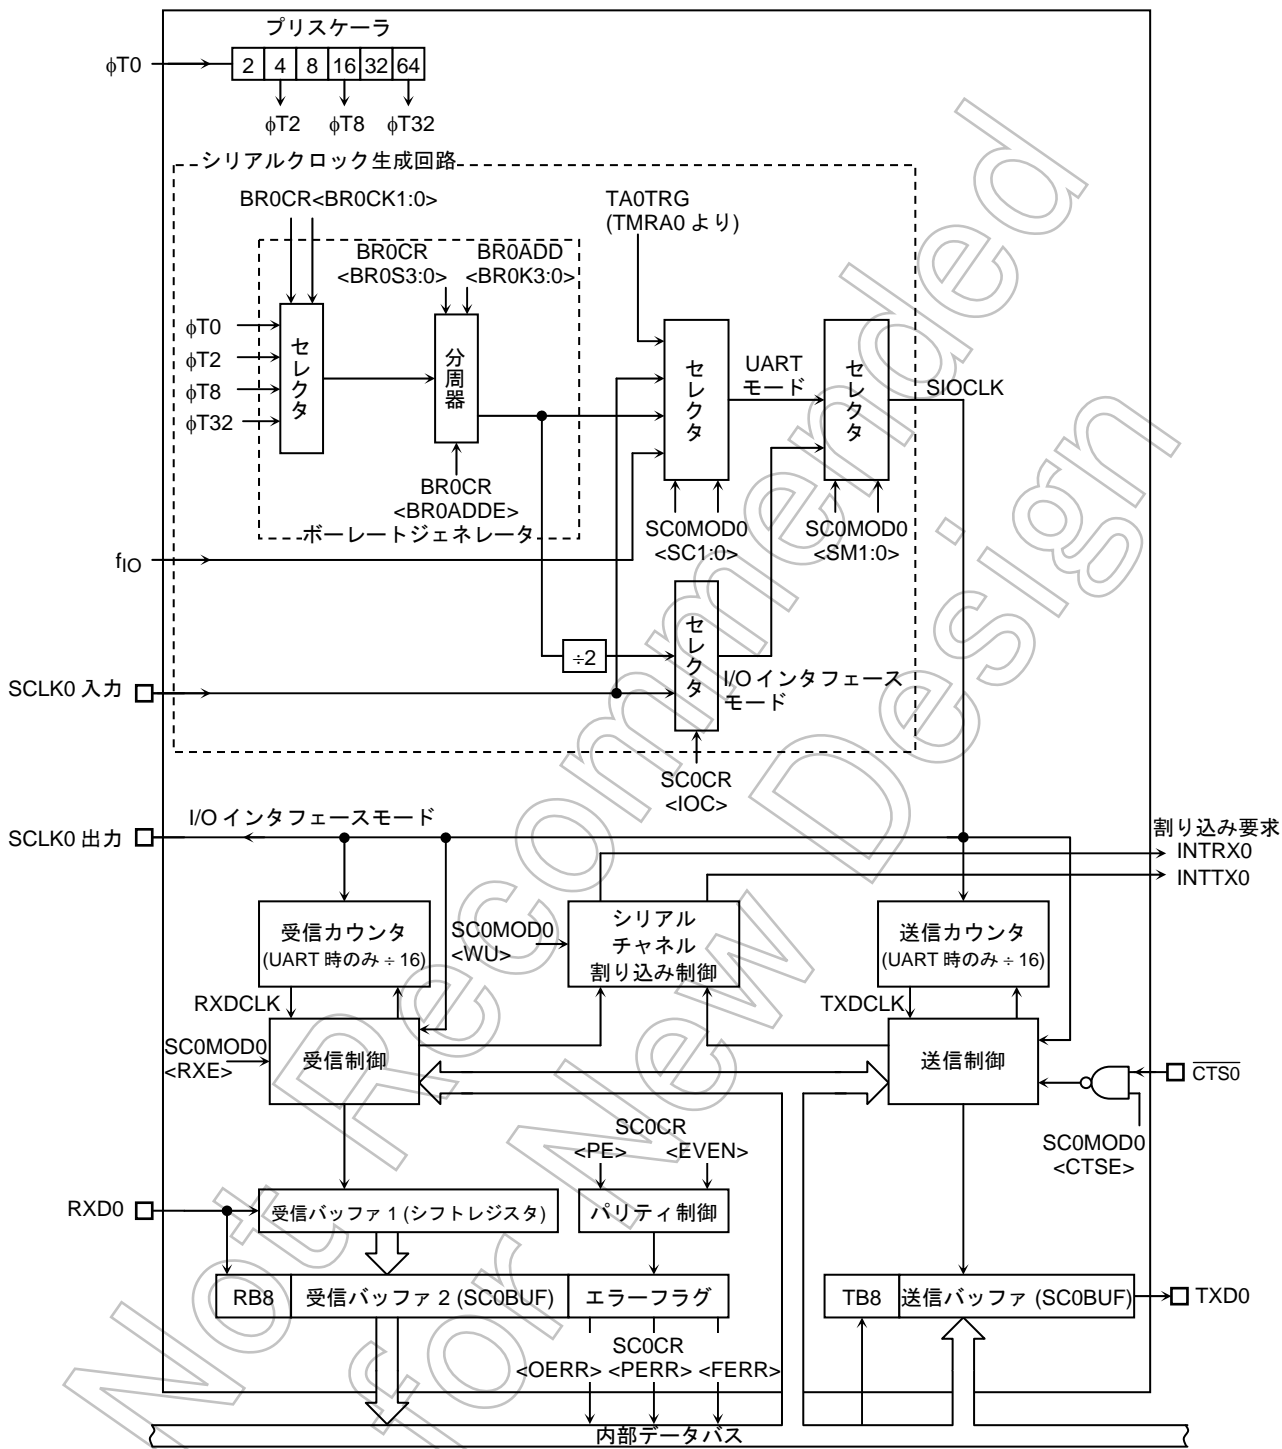 プリスケーラ
φT0
2 4 8 16 32 64
φT2 φT8 φT32
シリアルクロック生成回路
BR0CR<BR0CK1:0>
TA0TRG
(TMRA0 より)
BR0CR
<BR0S3:0>
BR0ADD
<BR0K3:0>
φT0
φT2
φT8
φT32
セレクタ
分周器
セレクタ
UART
モード
セレクタ
SIOCLK
BR0CR
<BR0ADDE>
ボーレートジェネレータ
SC0MOD0
<SC1:0>
SC0MOD0
<SM1:0>
fIO
÷2
セレクタ
I/O インタフェース
モード
SCLK0 入力
SC0CR
<IOC>
I/O インタフェースモード
SCLK0 出力
割り込み要求
INTRX0
INTTX0
受信カウンタ
(UART 時のみ ÷ 16)
SC0MOD0
<WU>
シリアル
チャネル
割り込み制御
送信カウンタ
(UART 時のみ ÷ 16)
RXDCLK
TXDCLK
SC0MOD0
<RXE>
受信制御
送信制御
CTS0
SC0MOD0
<CTSE>
SC0CR
<PE> <EVEN>
RXD0
受信バッファ 1 (シフトレジスタ)
パリティ制御
RB8
受信バッファ 2 (SC0BUF)
エラーフラグ
TB8
送信バッファ (SC0BUF)
TXD0
SC0CR
<OERR> <PERR> <FERR>
内部データバス
Not Recommended
for New Design